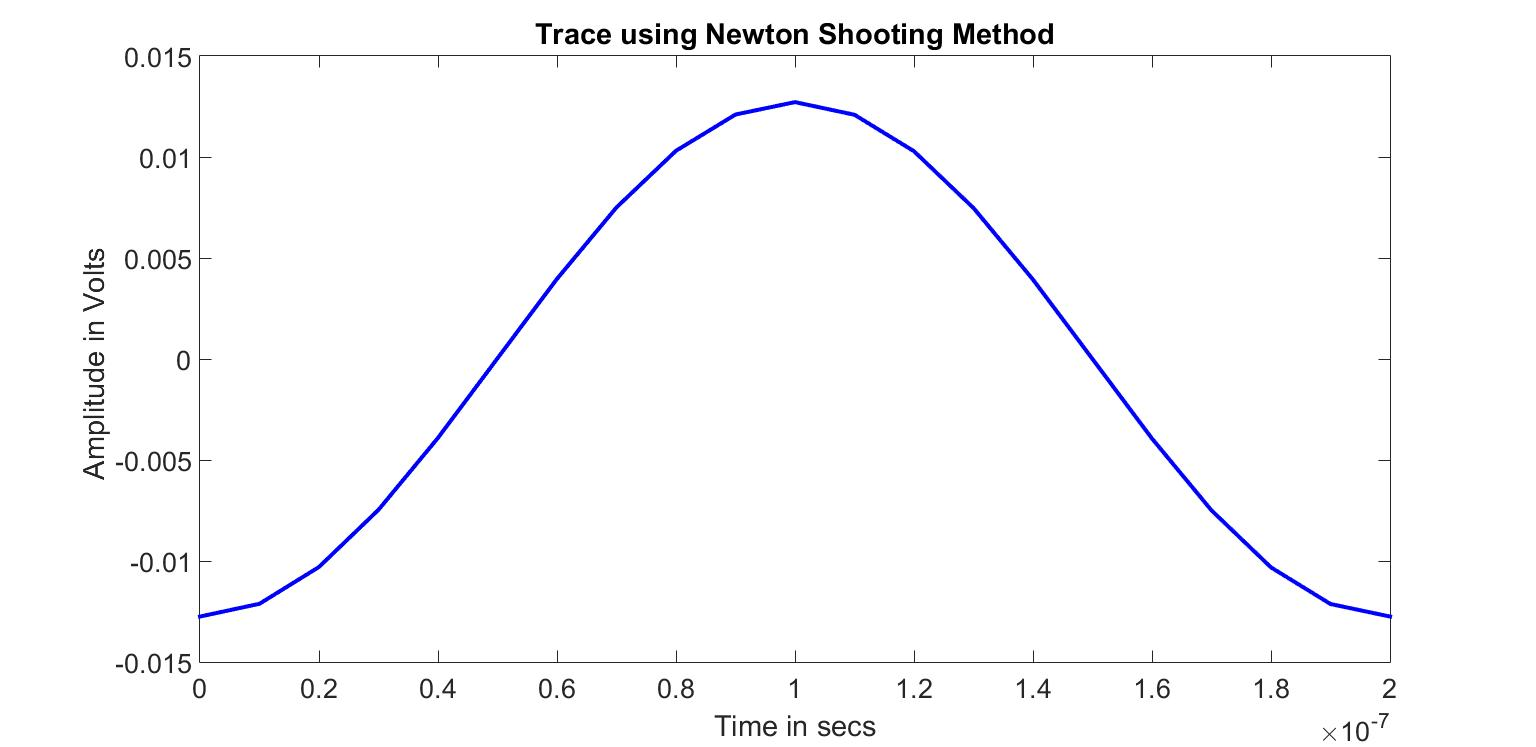 Trace using Newton Shooting Method
0.015
0.01
0.005
0
-0.005
-0.01
-0.015
Amplitude in Volts
0 0.2 0.4 0.6 0.8 1 1.2 1.4 1.6 1.8 2
Time in secs
×10⁻⁷